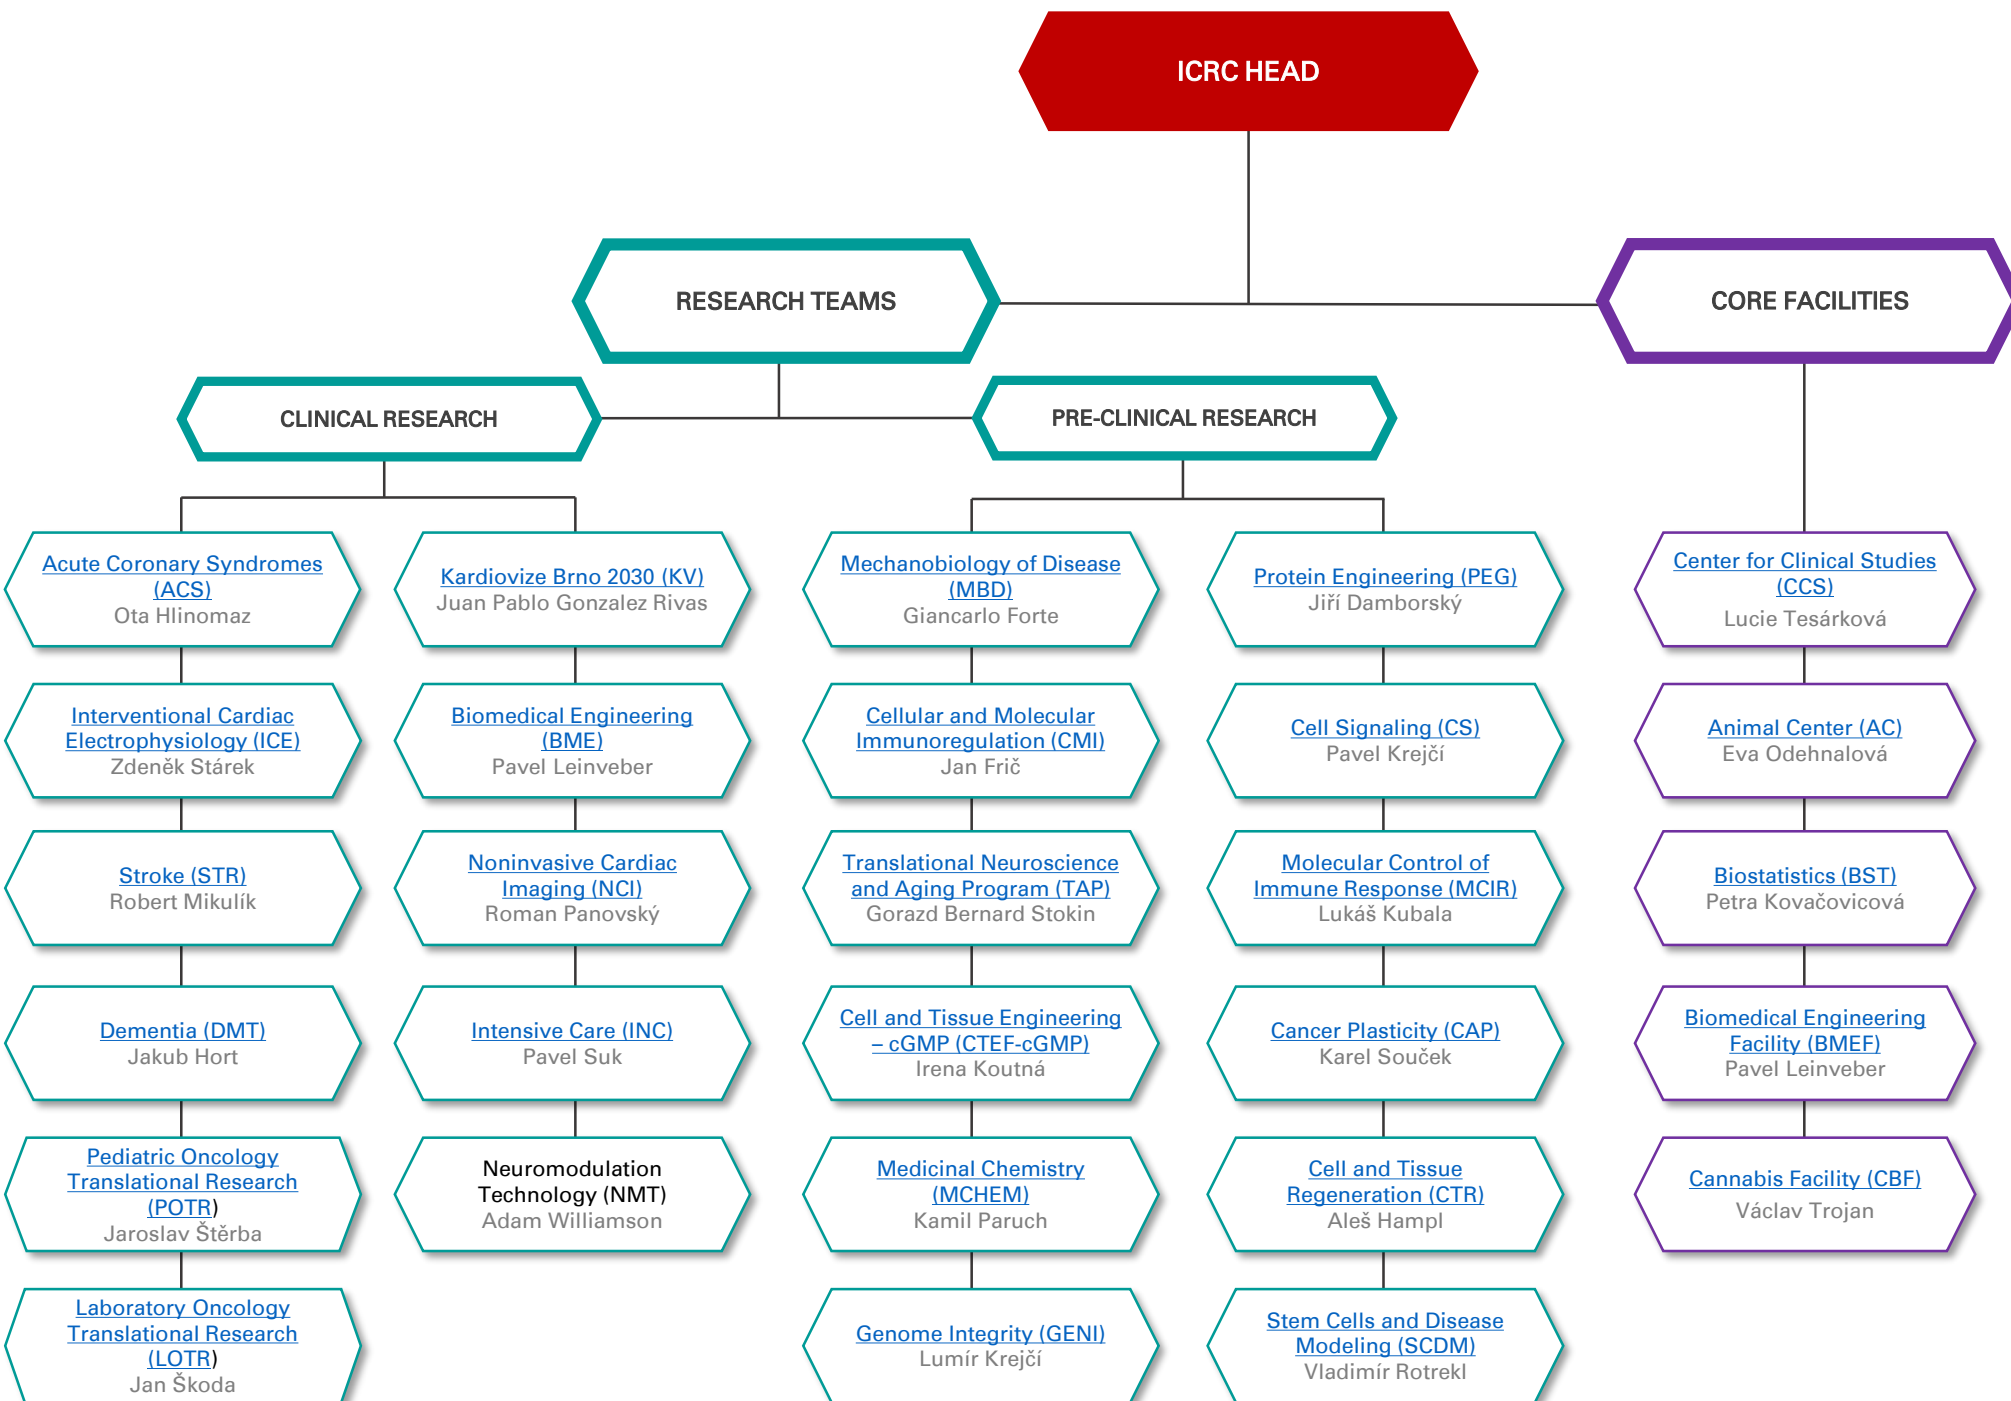 ICRC HEAD
RESEARCH TEAMS
CORE FACILITIES
CLINICAL RESEARCH
PRE-CLINICAL RESEARCH
Acute Coronary Syndromes
(ACS)
Ota Hlinomaz
Interventional Cardiac
Electrophysiology (ICE)
Zdeněk Stárek
Stroke (STR)
Robert Mikulík
Dementia (DMT)
Jakub Hort
Pediatric Oncology
Translational Research
(POTR)
Jaroslav Štěrba
Laboratory Oncology
Translational Research
(LOTR)
Jan Škoda
Kardiovize Brno 2030 (KV)
Juan Pablo Gonzalez Rivas
Biomedical Engineering
(BME)
Pavel Leinveber
Noninvasive Cardiac
Imaging (NCI)
Roman Panovský
Intensive Care (INC)
Pavel Suk
Neuromodulation
Technology (NMT)
Adam Williamson
Mechanobiology of Disease
(MBD)
Giancarlo Forte
Cellular and Molecular
Immunoregulation (CMI)
Jan Frič
Translational Neuroscience
and Aging Program (TAP)
Gorazd Bernard Stokin
Cell and Tissue Engineering
– cGMP (CTEF-cGMP)
Irena Koutná
Medicinal Chemistry
(MCHEM)
Kamil Paruch
Genome Integrity (GENI)
Lumír Krejčí
Protein Engineering (PEG)
Jiří Damborský
Cell Signaling (CS)
Pavel Krejčí
Molecular Control of
Immune Response (MCIR)
Lukáš Kubala
Cancer Plasticity (CAP)
Karel Souček
Cell and Tissue
Regeneration (CTR)
Aleš Hampl
Stem Cells and Disease
Modeling (SCDM)
Vladimír Rotrekl
Center for Clinical Studies
(CCS)
Lucie Tesárková
Animal Center (AC)
Eva Odehnalová
Biostatistics (BST)
Petra Kovačovicová
Biomedical Engineering
Facility (BMEF)
Pavel Leinveber
Cannabis Facility (CBF)
Václav Trojan